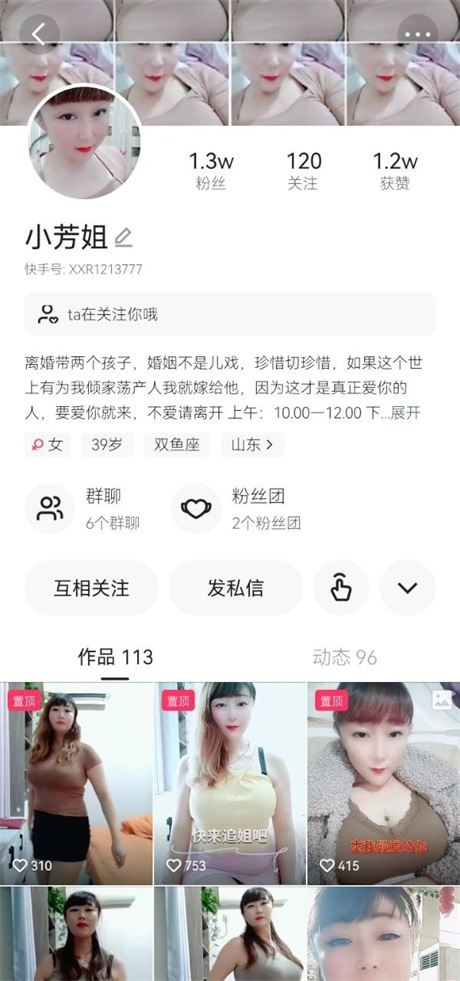 1.3w
120
1.2w
粉丝
关注
获赞
小芳姐
快手号: XXR1213777
ta在关注你哦
离婚带两个孩子，婚姻不是儿戏，珍惜切珍惜，如果这个世
上有为我倾家荡产人我就嫁给他，因为这才是真正爱你的
人，要爱你就来，不爱请离开 上午：10.00一12.00 下...展开
女
39岁
双鱼座
山东
群聊
6个群聊
粉丝团
2个粉丝团
互相关注
发私信
作品 113
动态 96
置顶
置顶
置顶
快来追姐吧
310
753
415